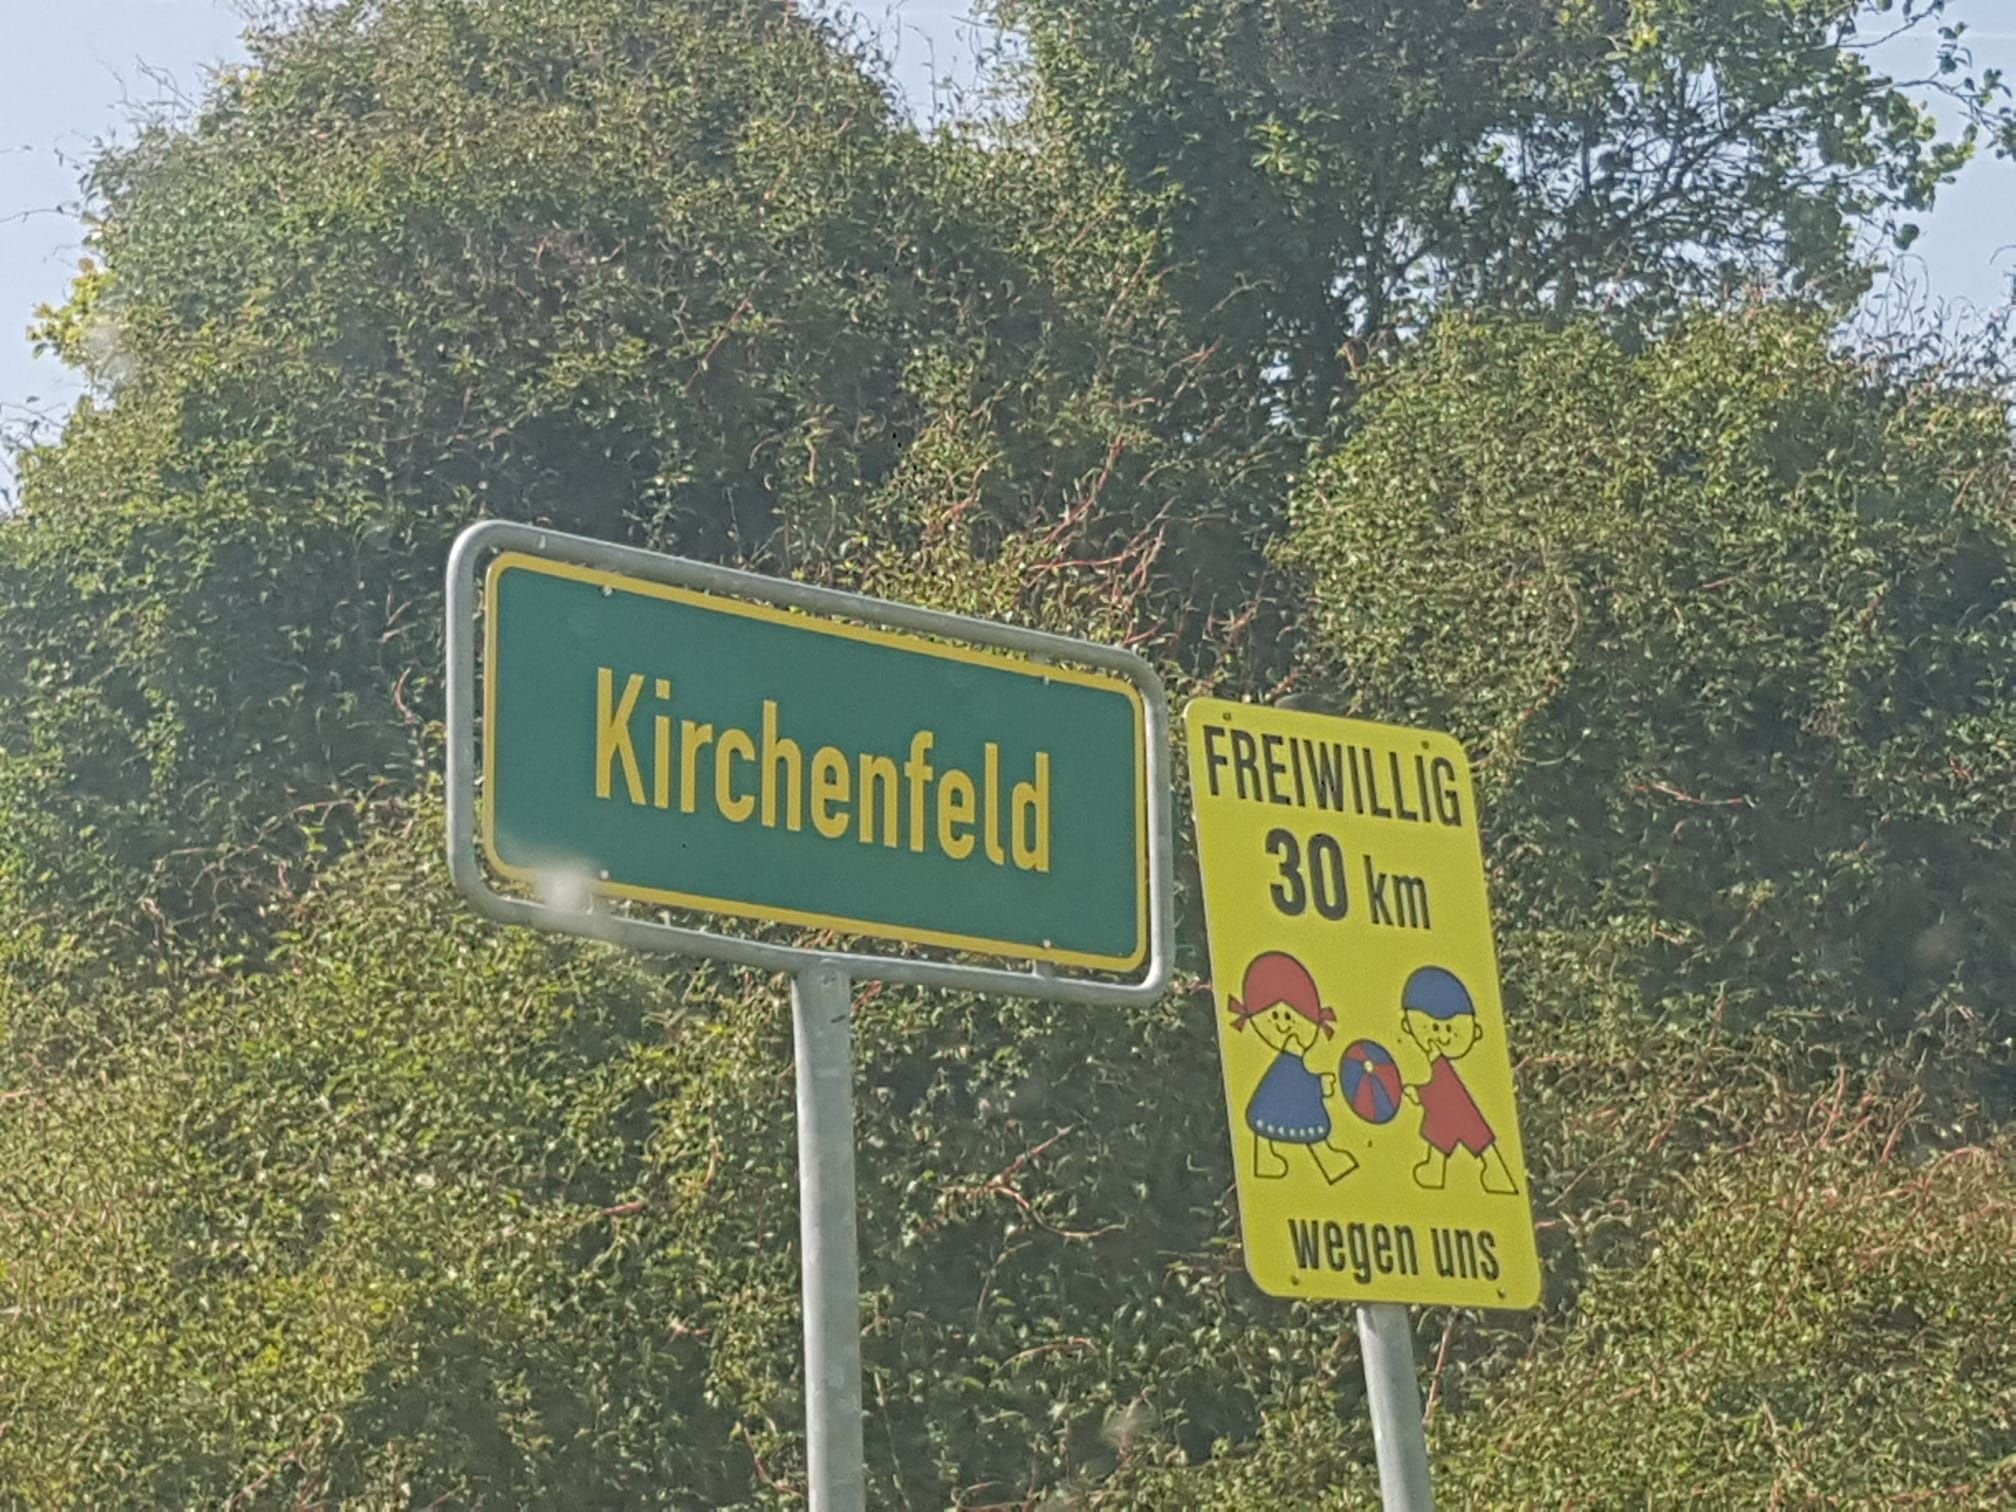 Kirchenfeld
FREIWILLIG
30 km
wegen uns